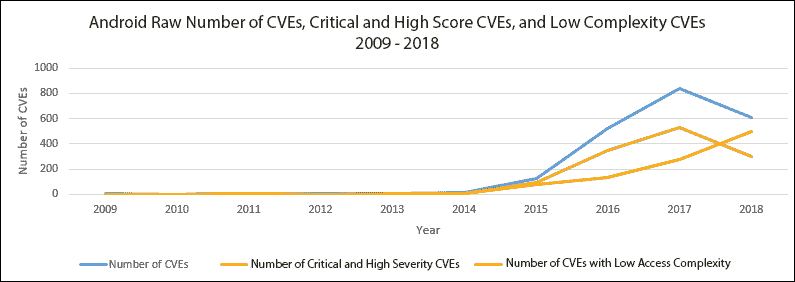 Android Raw Number of CVEs, Critical and High Score CVEs, and Low Complexity CVEs
2009 - 2018
Number of CVEs
1000
800
600
400
200
0
2009 2010 2011 2012 2013 2014 2015 2016 2017 2018
Year
Number of CVEs Number of Critical and High Severity CVEs Number of CVEs with Low Access Complexity